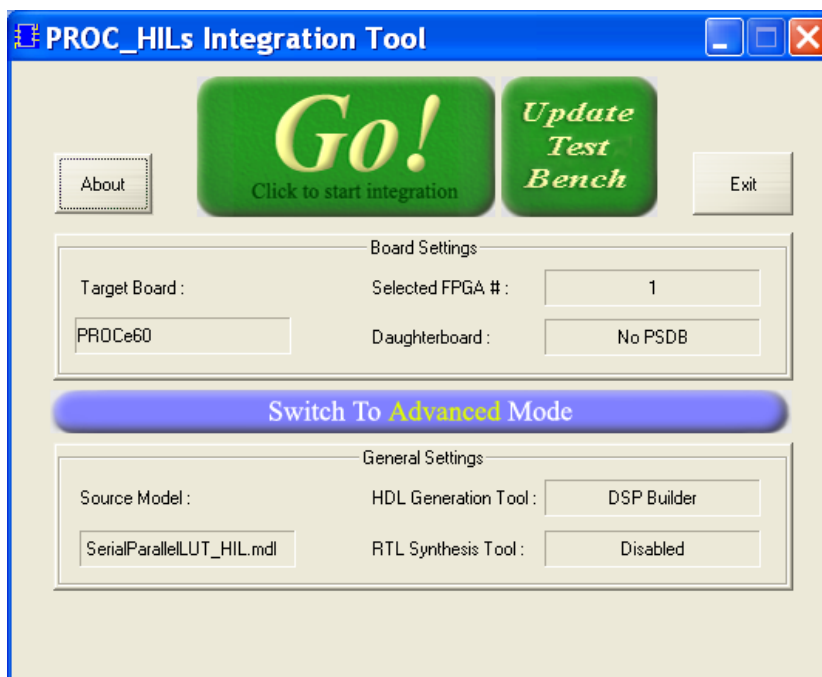 PROC_HILs Integration Tool
Go!
Click to start integration
Update
Test
Bench
About
Exit
Board Settings
Target Board :
Selected FPGA # :
1
PROCe60
Daughterboard :
No PSDB
Switch To Advanced Mode
General Settings
Source Model :
HDL Generation Tool :
DSP Builder
SerialParallelLUT_HIL.mdl
RTL Synthesis Tool :
Disabled